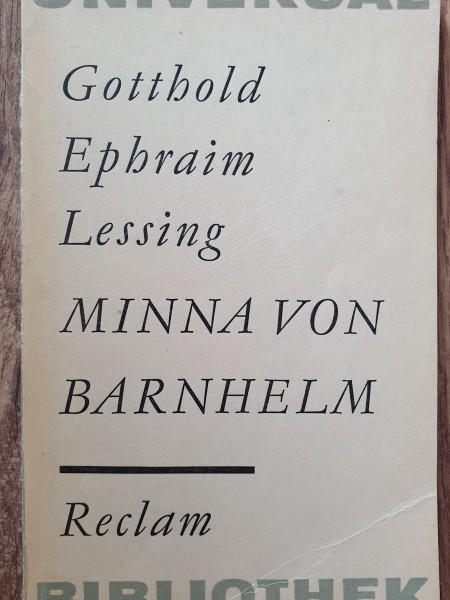 UNIVERSAL
Gotthold
Ephraim
Lessing
MINNA VON
BARNHELM
Reclam
BIBLIOTHEK